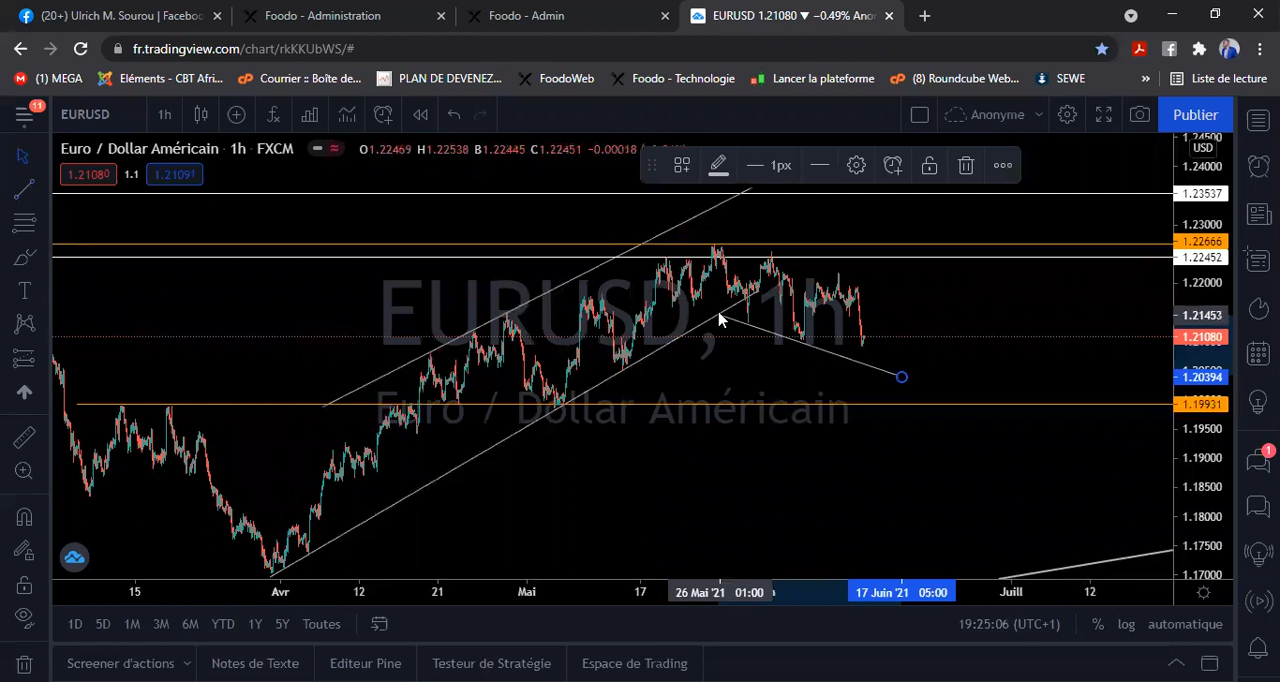 (20+) Ulrich M. Sourou | Faceboo
Foodo - Administration
Foodo - Admin
EURUSD 1.21080 ▼ −0.49% Anon
fr.tradingview.com/chart/rkKKUbWS/#
(1) MEGA
Eléments - CBT Afri...
Courrier :: Boîte de...
PLAN DE DEVENEZ...
FoodoWeb
Foodo - Technologie
Lancer la plateforme
(8) Roundcube Web...
SEWE
»
Liste de lecture
11
EURUSD
1h
Anonyme
Publier
Euro / Dollar Américain · 1h · FXCM
O1.22469 H1.22538 B1.22445 C1.22451 −0.00018
1.21080
1.1
1.21091
1px
EURUSD, 1h
Euro / Dollar Américain
1.24500
USD
1.24000
1.23537
1.23000
1.22666
1.22452
1.22000
1.21453
1.21080
1.20394
1.19931
1.19500
1.19000
1.18500
1.18000
1.17500
1.17000
1
15
Avr
12
21
Mai
17
26 Mai '21 01:00
17 Juin '21 05:00
Juill
12
1D
5D
1M
3M
6M
YTD
1Y
5Y
Toutes
19:25:06 (UTC+1)
%
log
automatique
Screener d'actions
Notes de Texte
Editeur Pine
Testeur de Stratégie
Espace de Trading